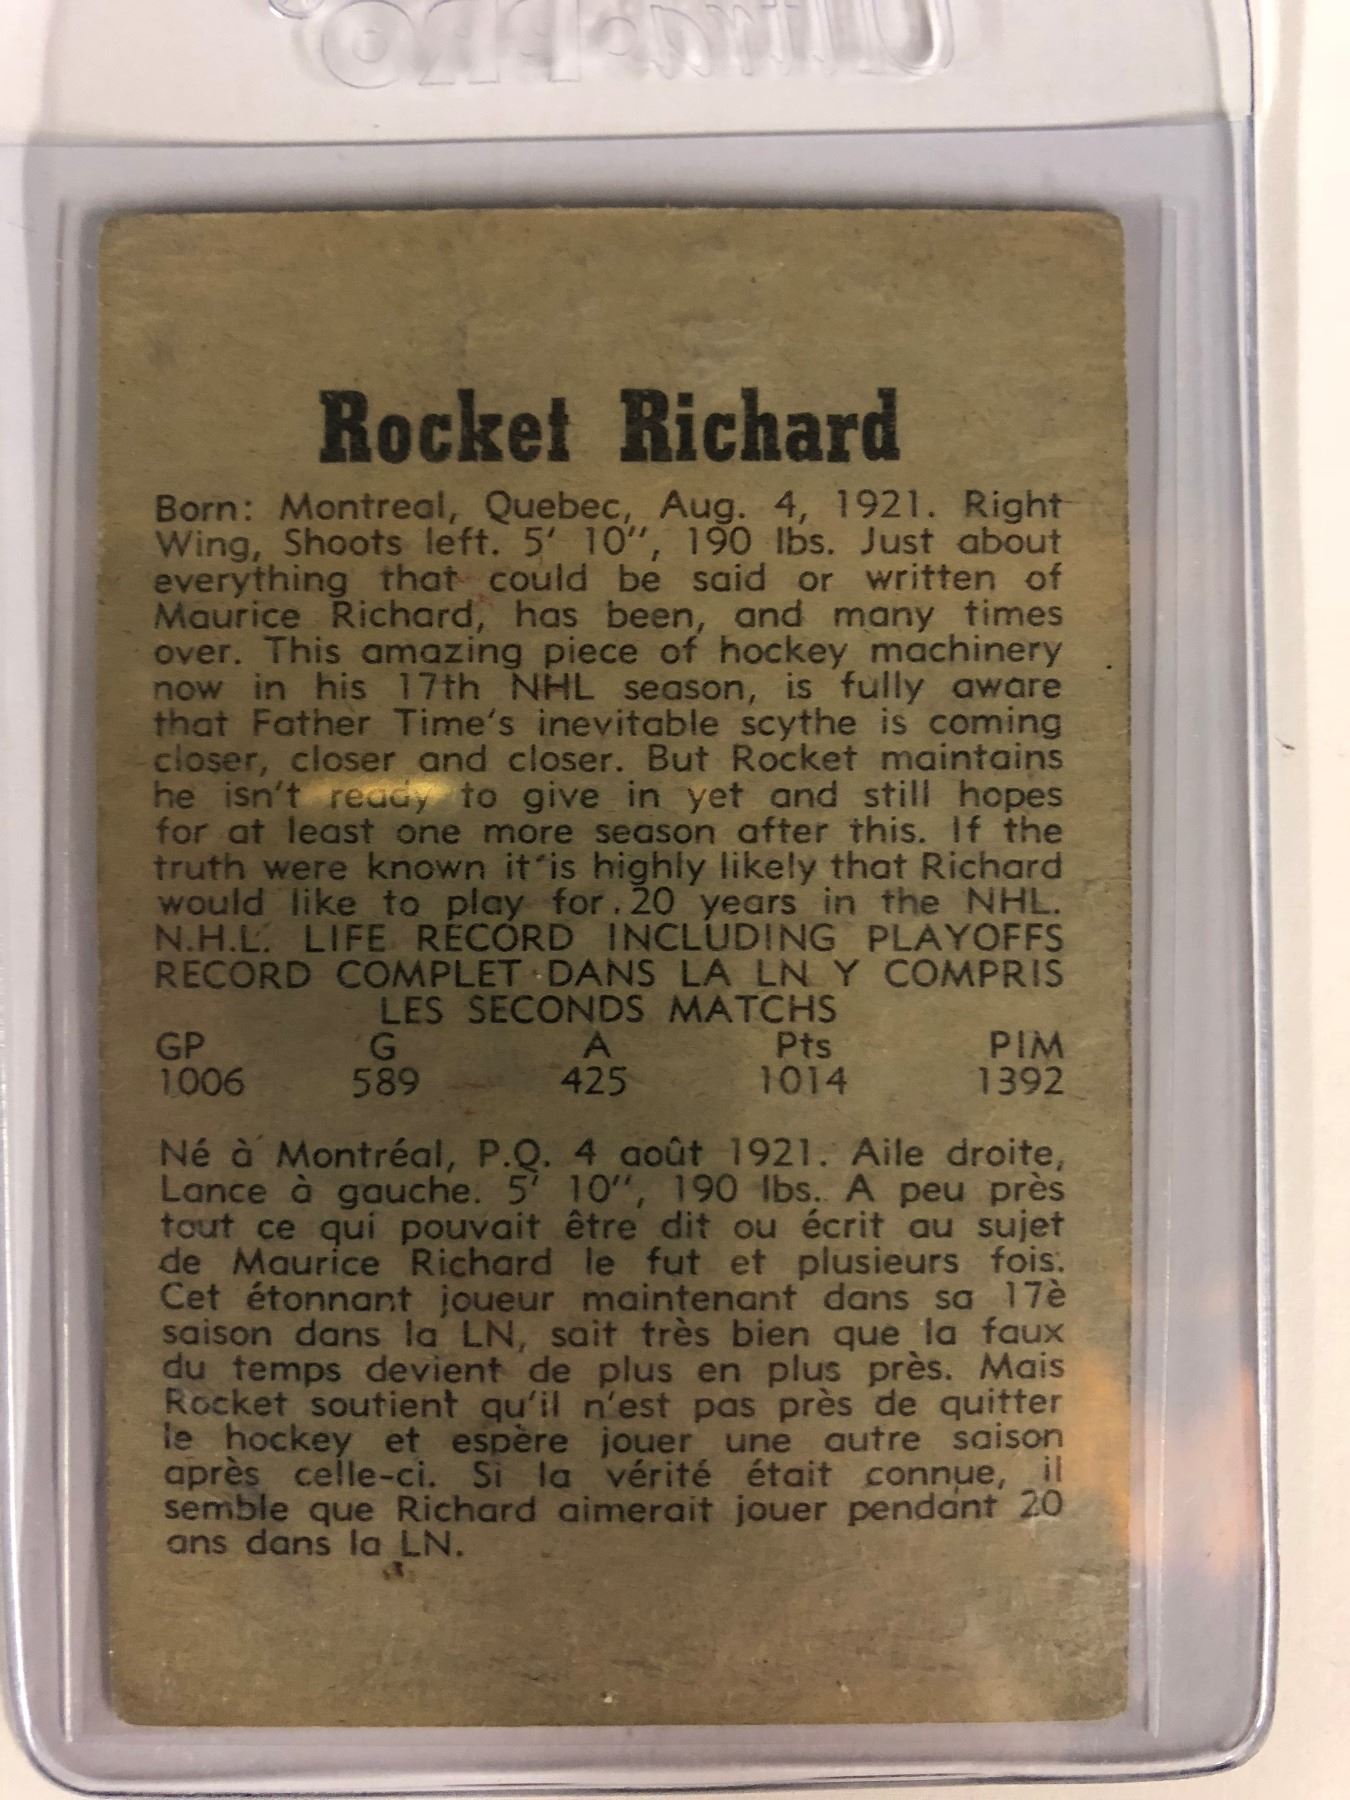 ultra·PRO
Rocket Richard
Born: Montreal, Quebec, Aug. 4, 1921. Right
Wing, Shoots left. 5' 10", 190 lbs. Just about
everything that could be said or written of
Maurice Richard, has been, and many times
over. This amazing piece of hockey machinery
now in his 17th NHL season, is fully aware
that Father Time's inevitable scythe is coming
closer, closer and closer. But Rocket maintains
he isn't ready to give in yet and still hopes
for at least one more season after this. If the
truth were known it is highly likely that Richard
would like to play for 20 years in the NHL.
N.H.L. LIFE RECORD INCLUDING PLAYOFFS
RECORD COMPLET DANS LA LN Y COMPRIS
LES SECONDS MATCHS
GP G A Pts PIM
1006 589 425 1014 1392
Né à Montréal, P.Q. 4 août 1921. Aile droite,
Lance à gauche. 5' 10", 190 lbs. A peu près
tout ce qui pouvait être dit ou écrit au sujet
de Maurice Richard le fut et plusieurs fois.
Cet étonnant joueur maintenant dans sa 17è
saison dans la LN, sait très bien que la faux
du temps devient de plus en plus près. Mais
Rocket soutient qu'il n'est pas près de quitter
le hockey et espère jouer une autre saison
après celle-ci. Si la vérité était connue, il
semble que Richard aimerait jouer pendant 20
ans dans la LN.